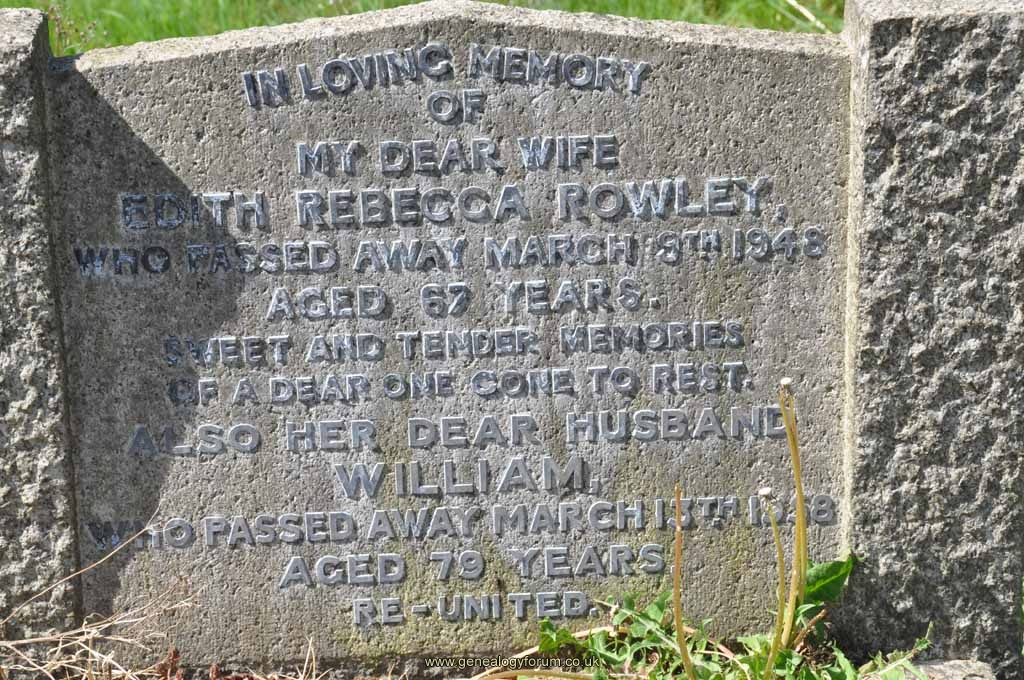 IN LOVING MEMORY
OF
MY DEAR WIFE
EDITH REBECCA ROWLEY,
WHO PASSED AWAY MARCH 9TH 1948
AGED 67 YEARS.
SWEET AND TENDER MEMORIES
OF A DEAR ONE GONE TO REST.
ALSO HER DEAR HUSBAND
WILLIAM,
WHO PASSED AWAY MARCH
AGED 79 YEARS
RE-UNITED.
www.genealogyforum.co.uk